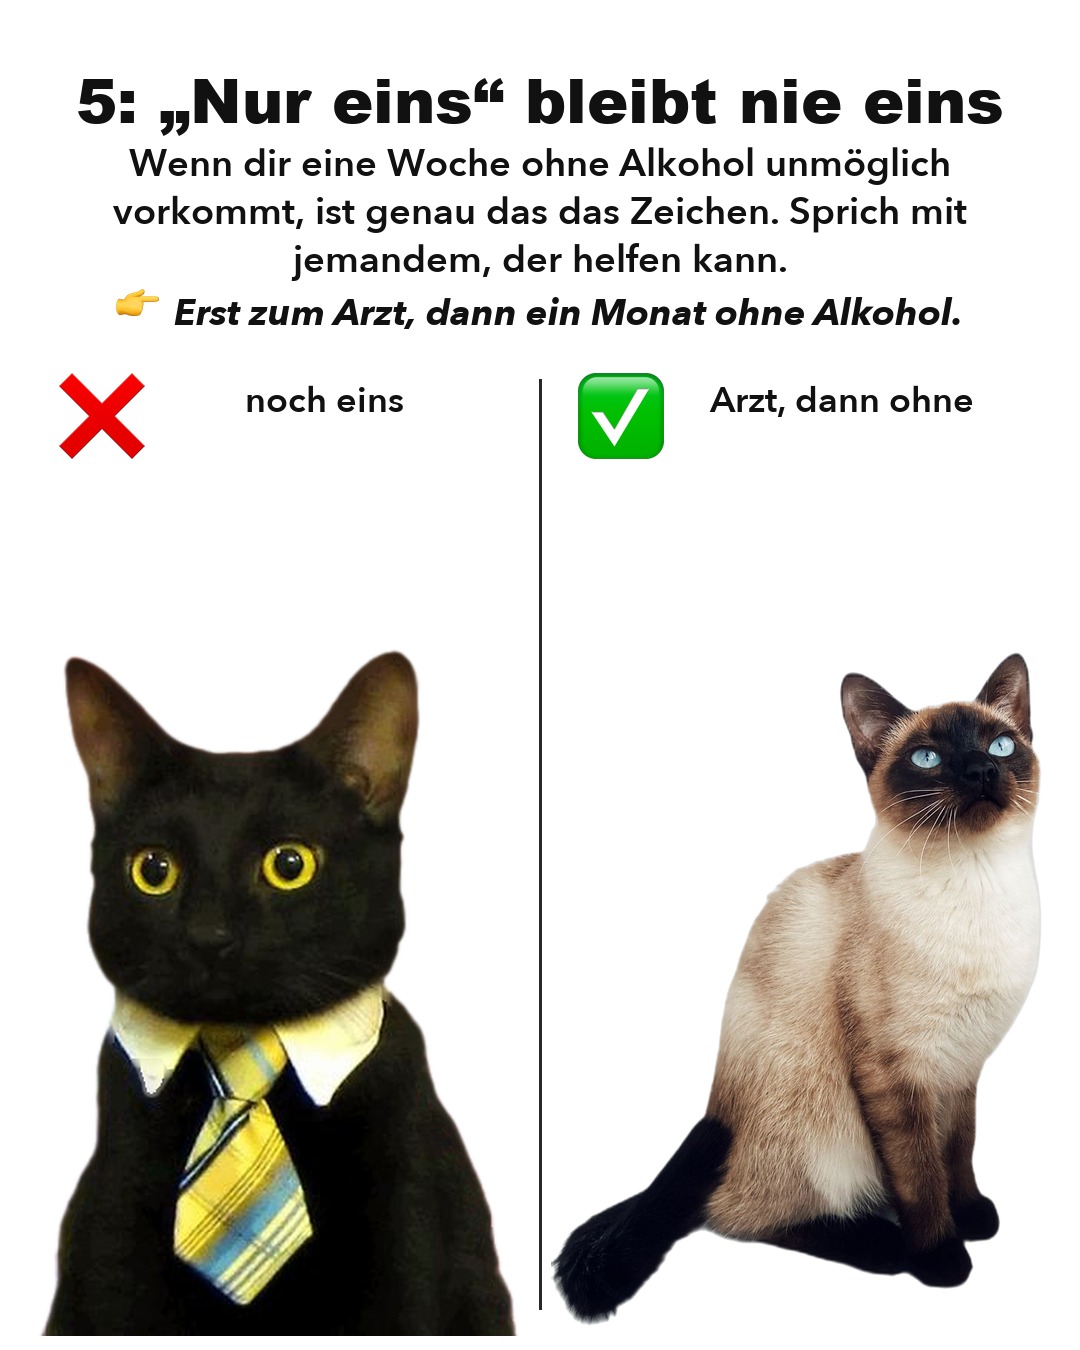 5: „Nur eins“ bleibt nie eins
Wenn dir eine Woche ohne Alkohol unmöglich
vorkommt, ist genau das das Zeichen. Sprich mit
jemandem, der helfen kann.
👉 Erst zum Arzt, dann ein Monat ohne Alkohol.
noch eins
Arzt, dann ohne